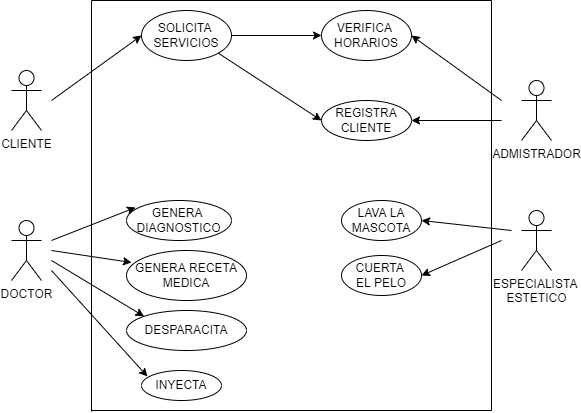 SOLICITA
SERVICIOS
VERIFICA
HORARIOS
REGISTRA
CLIENTE
CLIENTE
ADMISTRADOR
GENERA
DIAGNOSTICO
LAVA LA
MASCOTA
GENERA RECETA
MEDICA
CUERTA
EL PELO
DOCTOR
ESPECIALISTA
ESTETICO
DESPARACITA
INYECTA